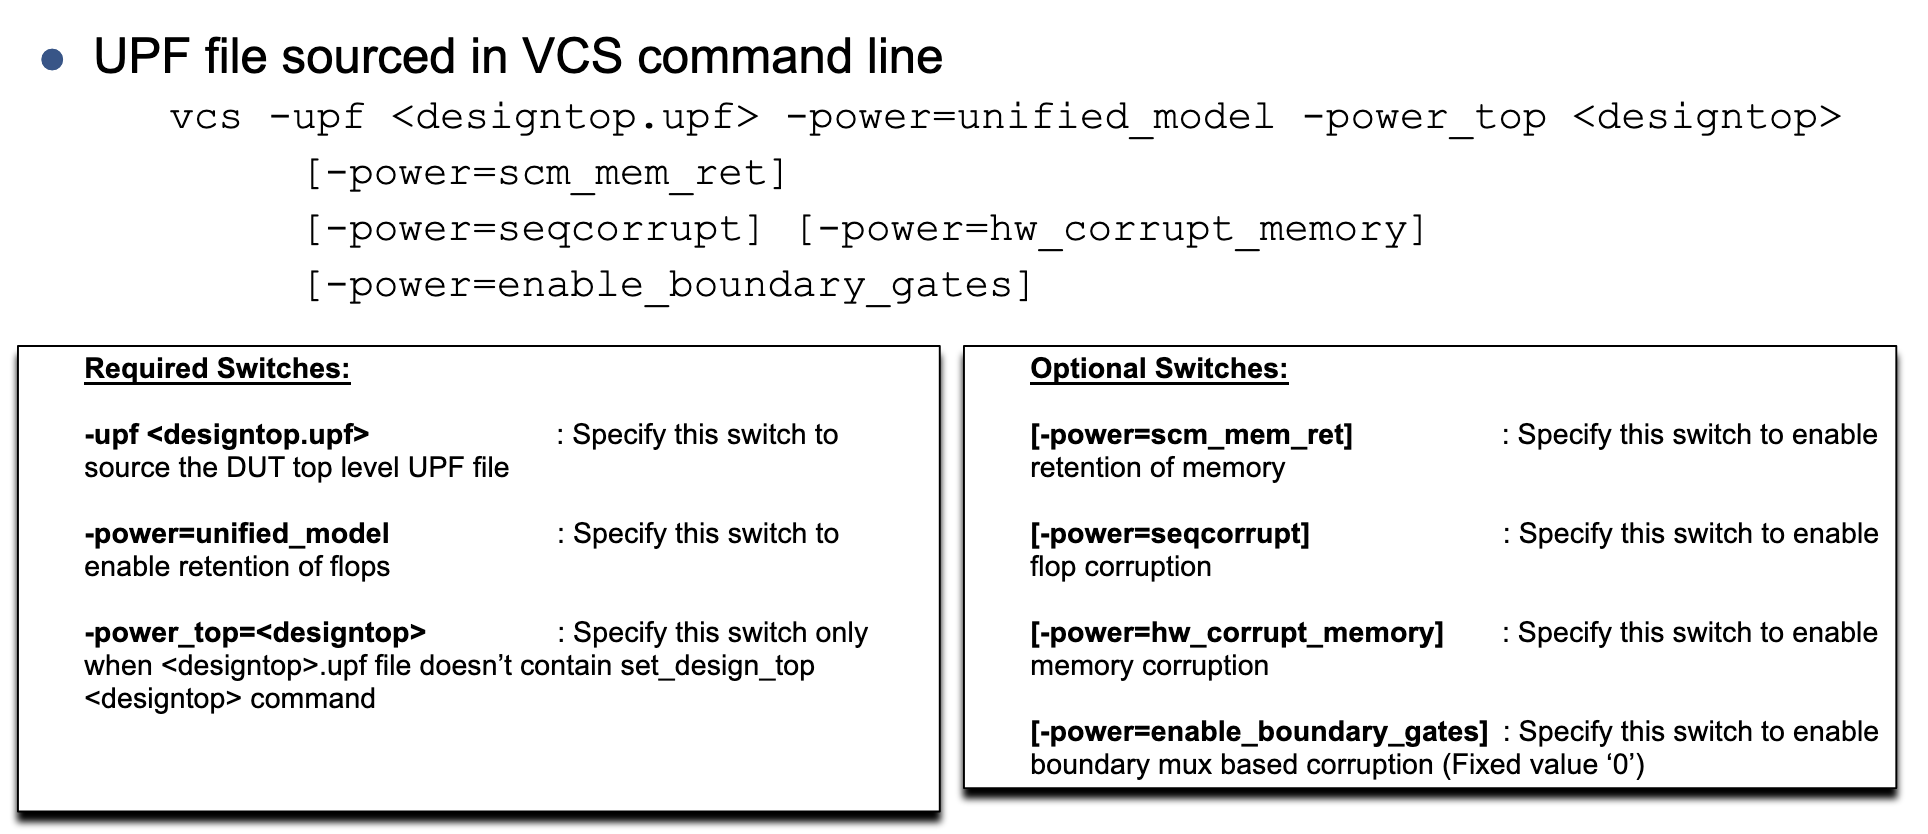 UPF file sourced in VCS command line
vcs -upf <designtop.upf> -power=unified_model -power_top <designtop>
[-power=scm_mem_ret]
[-power=seqcorrupt] [-power=hw_corrupt_memory]
[-power=enable_boundary_gates]
Required Switches:
-upf <designtop.upf> : Specify this switch to
source the DUT top level UPF file
-power=unified_model : Specify this switch to
enable retention of flops
-power_top=<designtop> : Specify this switch only
when <designtop>.upf file doesn’t contain set_design_top
<designtop> command
Optional Switches:
[-power=scm_mem_ret] : Specify this switch to enable
retention of memory
[-power=seqcorrupt] : Specify this switch to enable
flop corruption
[-power=hw_corrupt_memory] : Specify this switch to enable
memory corruption
[-power=enable_boundary_gates] : Specify this switch to enable
boundary mux based corruption (Fixed value ‘0’)